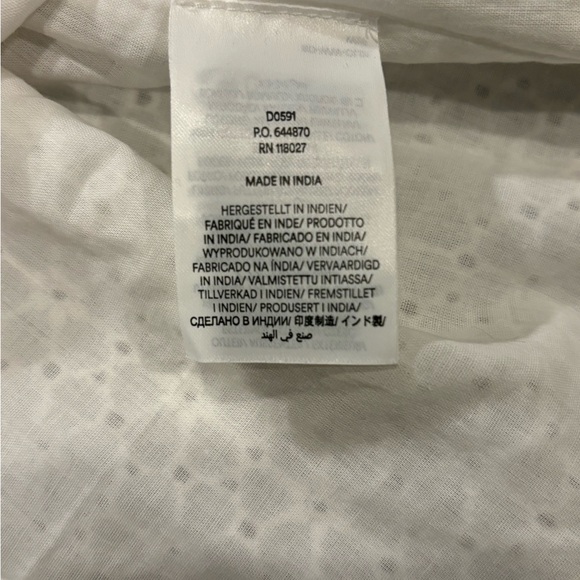 D0591
P.O. 644870
RN 118027
MADE IN INDIA
HERGESTELLT IN INDIEN/
FABRIQUÉ EN INDE/ PRODOTTO
IN INDIA/ FABRICADO EN INDIA/
WYPRODUKOWANO W INDIACH/
FABRICADO NA ÍNDIA/ VERVAARDIGD
IN INDIA/ VALMISTETTU INTIASSA/
TILLVERKAD I INDIEN/ FREMSTILLET
I INDIEN/ PRODUSERT I INDIA/
СДЕЛАНО В ИНДИИ/ 印度制造/ インド製/
صنع في الهند